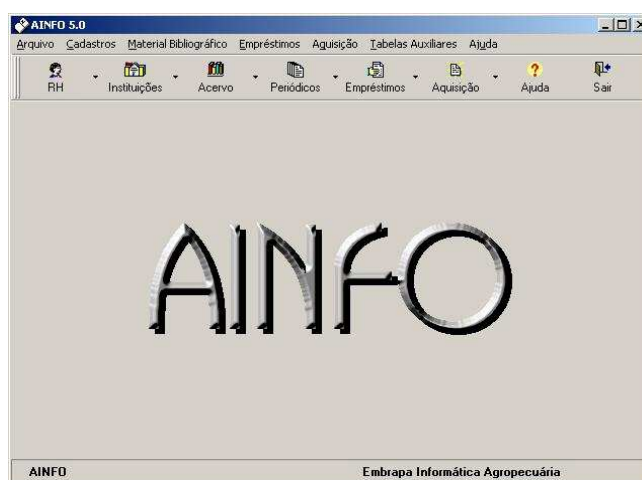 AINFO 5.0
Arquivo Cadastros Material Bibliográfico Empréstimos Aquisição Tabelas Auxiliares Ajuda
RH Instituições Acervo Periódicos Empréstimos Aquisição Ajuda Sair
AINFO
AINFO Embrapa Informática Agropecuária